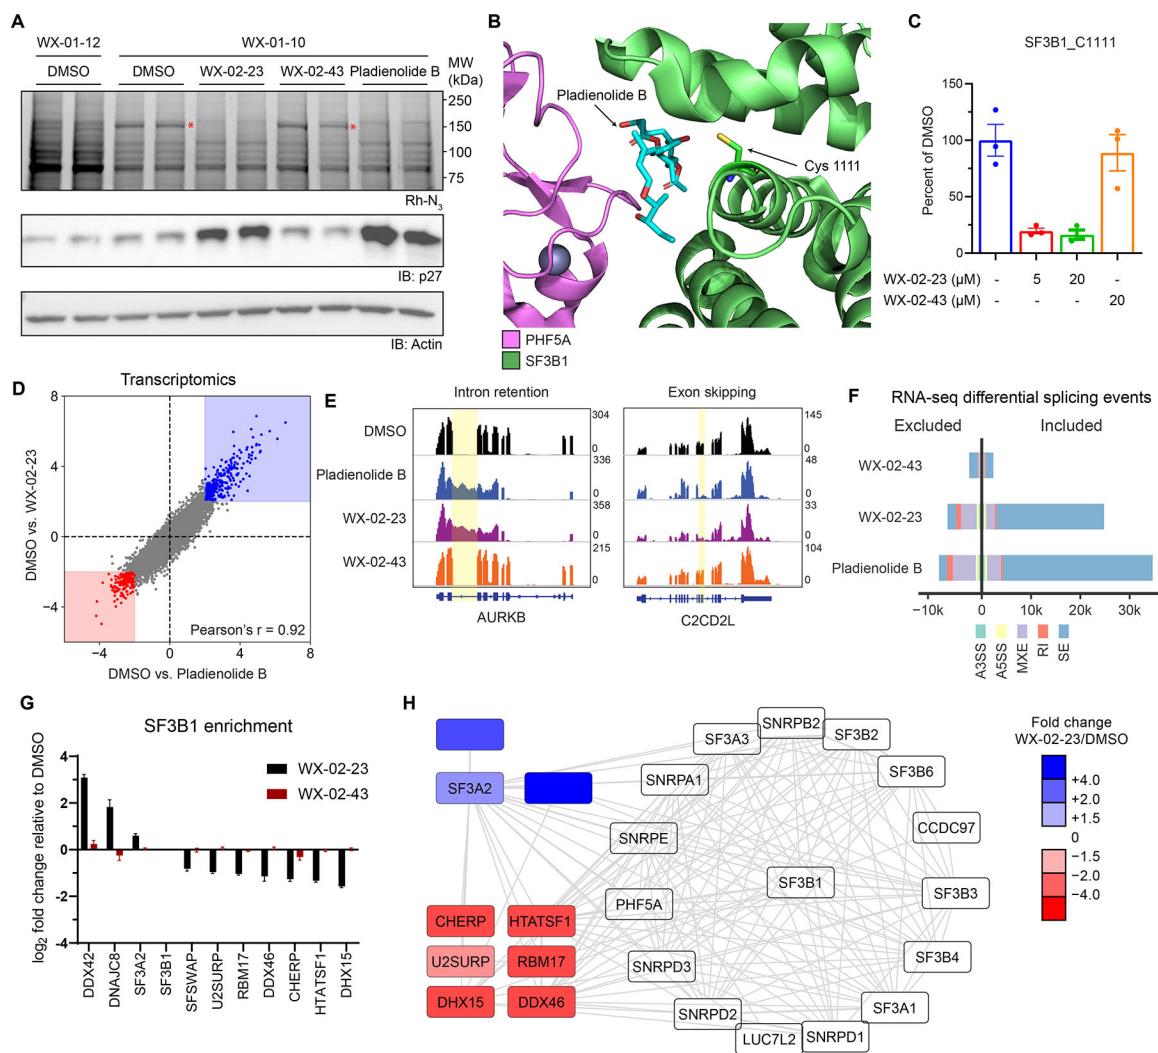 A
WX-01-12
WX-01-10
DMSO
DMSO
WX-02-23
WX-02-43
Pladienolide B
MW
(kDa)
250
150
*
*
100
75
Rh-N3
IB: p27
IB: Actin
B
Pladienolide B
Cys 1111
PHF5A
SF3B1
C
SF3B1_C1111
Percent of DMSO
150
100
50
0
WX-02-23 (µM)
- 5 20 -
WX-02-43 (µM)
- - - 20
D
Transcriptomics
DMSO vs. WX-02-23
8
4
0
−4
−4 0 4 8
Pearson's r = 0.92
DMSO vs. Pladienolide B
E
Intron retention
Exon skipping
DMSO
304
0
145
0
Pladienolide B
336
0
48
0
WX-02-23
358
0
33
0
WX-02-43
215
0
104
0
AURKB
C2CD2L
F
RNA-seq differential splicing events
Excluded
Included
WX-02-43
WX-02-23
Pladienolide B
−10k 0 10k 20k 30k
A3SS
A5SS
MXE
RI
SE
G
SF3B1 enrichment
log2 fold change relative to DMSO
4
2
0
-2
-4
WX-02-23
WX-02-43
DDX42
DNAJC8
SF3A2
SF3B1
SFSWAP
U2SURP
RBM17
DDX46
CHERP
HTATSF1
DHX15
H
SF3A2
CHERP
HTATSF1
U2SURP
RBM17
DHX15
DDX46
SNRPB2
SF3A3
SF3B2
SNRPA1
SF3B6
SNRPE
CCDC97
SF3B1
PHF5A
SF3B3
SNRPD3
SF3B4
SNRPD2
SF3A1
LUC7L2
SNRPD1
Fold change
WX-02-23/DMSO
+4.0
+2.0
+1.5
0
−1.5
−2.0
−4.0